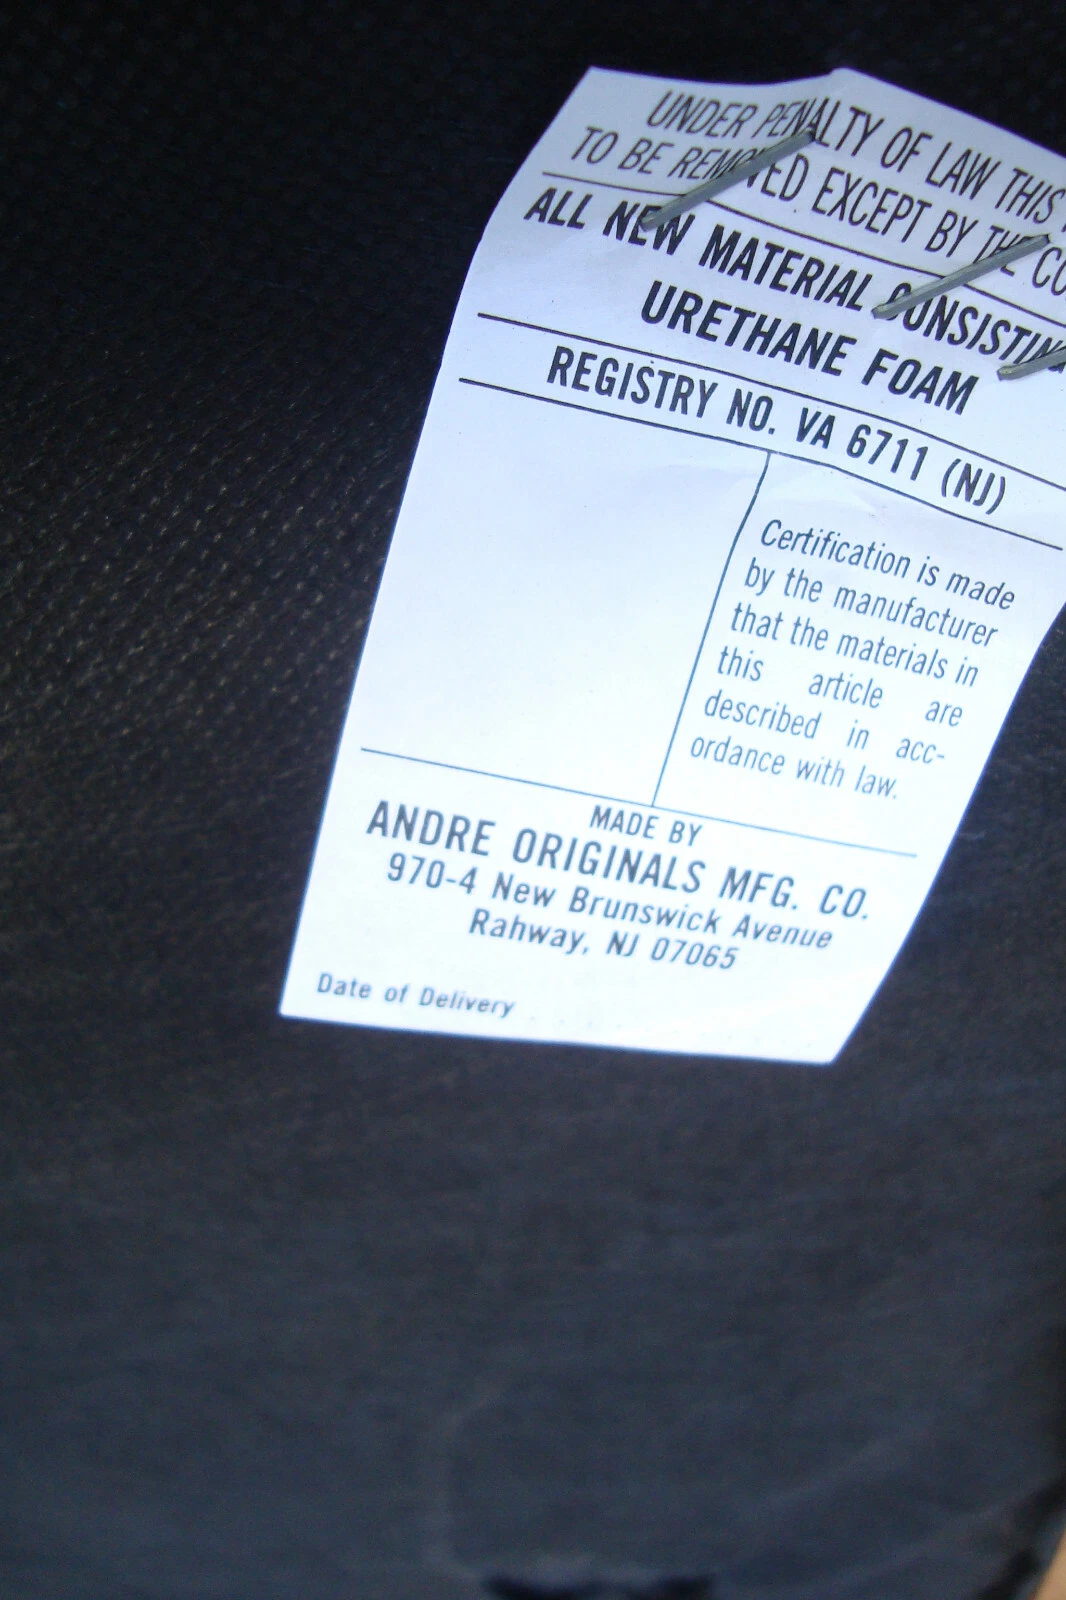 UNDER PENALTY OF LAW THIS
TO BE REMOVED EXCEPT BY THE CO
ALL NEW MATERIAL CONSISTING
URETHANE FOAM
REGISTRY NO. VA 6711 (NJ)
Certification is made
by the manufacturer
that the materials in
this article are
described in acc-
ordance with law.
MADE BY
ANDRE ORIGINALS MFG. CO.
970-4 New Brunswick Avenue
Rahway, NJ 07065
Date of Delivery